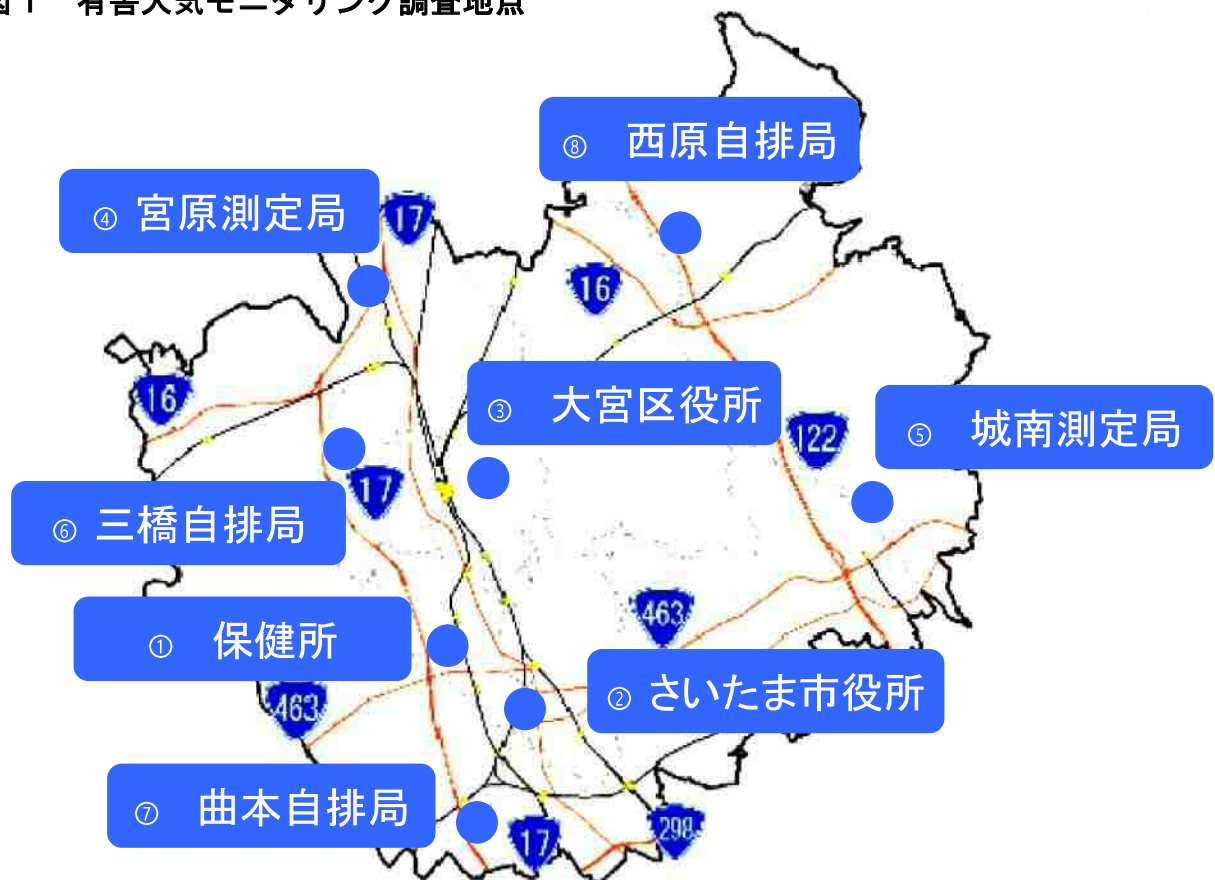 図1 有害大気モニタリング調査地点
⑧ 西原自排局
④ 宮原測定局
17
16
16
③ 大宮区役所
122
⑤ 城南測定局
17
⑥ 三橋自排局
463
① 保健所
463
② さいたま市役所
⑦ 曲本自排局
17
298